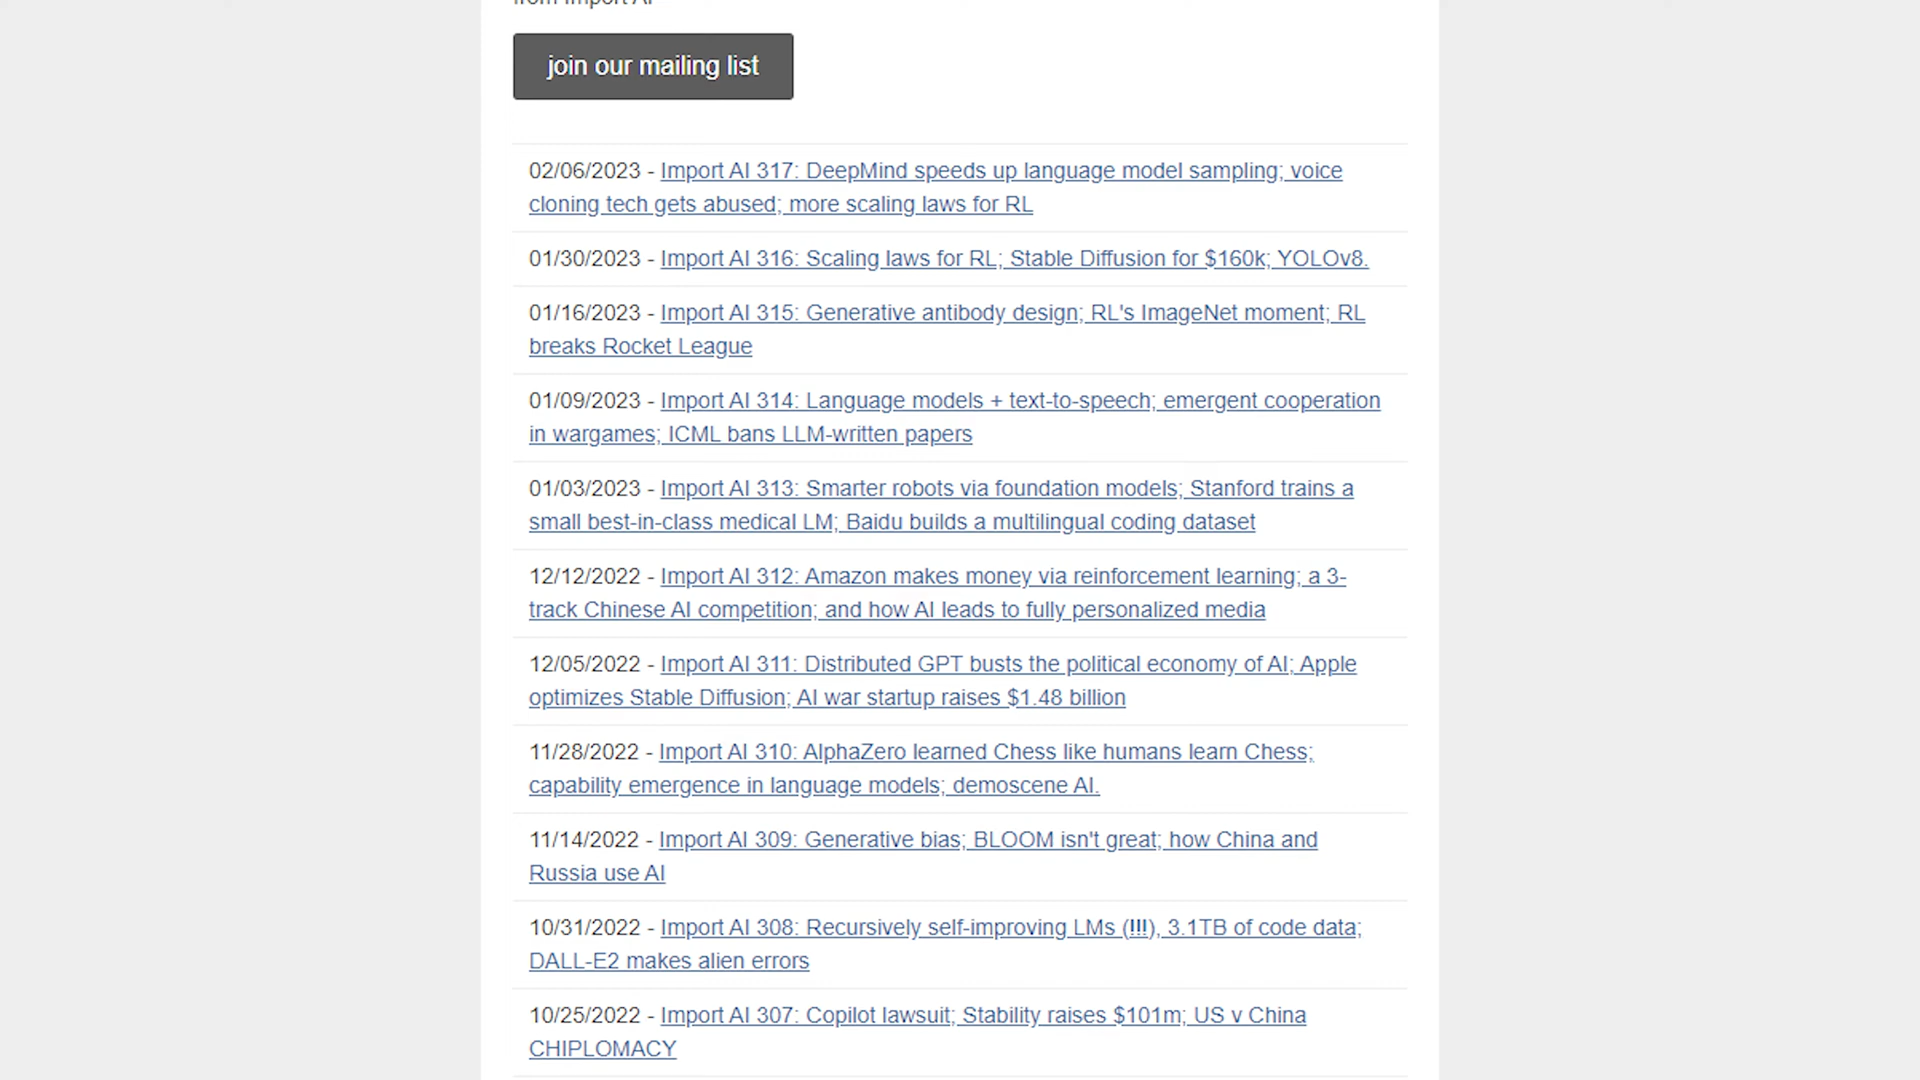 from Import AI
join our mailing list
02/06/2023 - Import AI 317: DeepMind speeds up language model sampling; voice
cloning tech gets abused; more scaling laws for RL
01/30/2023 - Import AI 316: Scaling laws for RL; Stable Diffusion for $160k; YOLOv8.
01/16/2023 - Import AI 315: Generative antibody design; RL's ImageNet moment; RL
breaks Rocket League
01/09/2023 - Import AI 314: Language models + text-to-speech; emergent cooperation
in wargames; ICML bans LLM-written papers
01/03/2023 - Import AI 313: Smarter robots via foundation models; Stanford trains a
small best-in-class medical LM; Baidu builds a multilingual coding dataset
12/12/2022 - Import AI 312: Amazon makes money via reinforcement learning; a 3-
track Chinese AI competition; and how AI leads to fully personalized media
12/05/2022 - Import AI 311: Distributed GPT busts the political economy of AI; Apple
optimizes Stable Diffusion; AI war startup raises $1.48 billion
11/28/2022 - Import AI 310: AlphaZero learned Chess like humans learn Chess;
capability emergence in language models; demoscene AI.
11/14/2022 - Import AI 309: Generative bias; BLOOM isn't great; how China and
Russia use AI
10/31/2022 - Import AI 308: Recursively self-improving LMs (!!!), 3.1TB of code data;
DALL-E2 makes alien errors
10/25/2022 - Import AI 307: Copilot lawsuit; Stability raises $101m; US v China
CHIPLOMACY